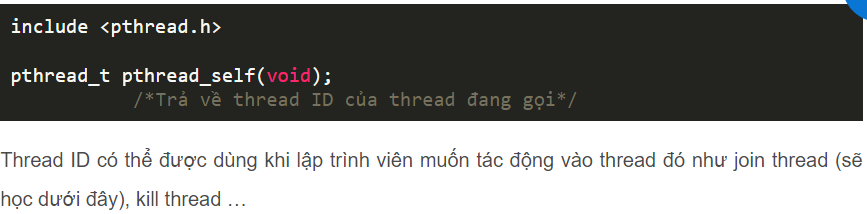 include <pthread.h>
pthread_t pthread_self(void);
/*Trả về thread ID của thread đang gọi*/
Thread ID có thể được dùng khi lập trình viên muốn tác động vào thread đó như join thread (sẽ
học dưới đây), kill thread …